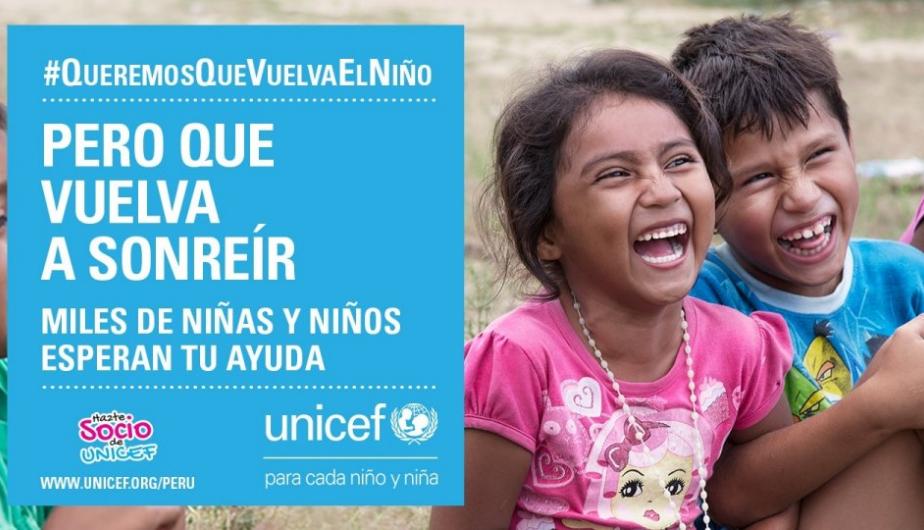 #QUEREMOSQUEVUELVAELNIÑO
PERO QUE
VUELVA
A SONREÍR
MILES DE NIÑAS Y NIÑOS
ESPERAN TU AYUDA
Hazte
Socio
de
UNICEF
WWW.UNICEF.ORG/PERU
unicef
para cada niño y niña